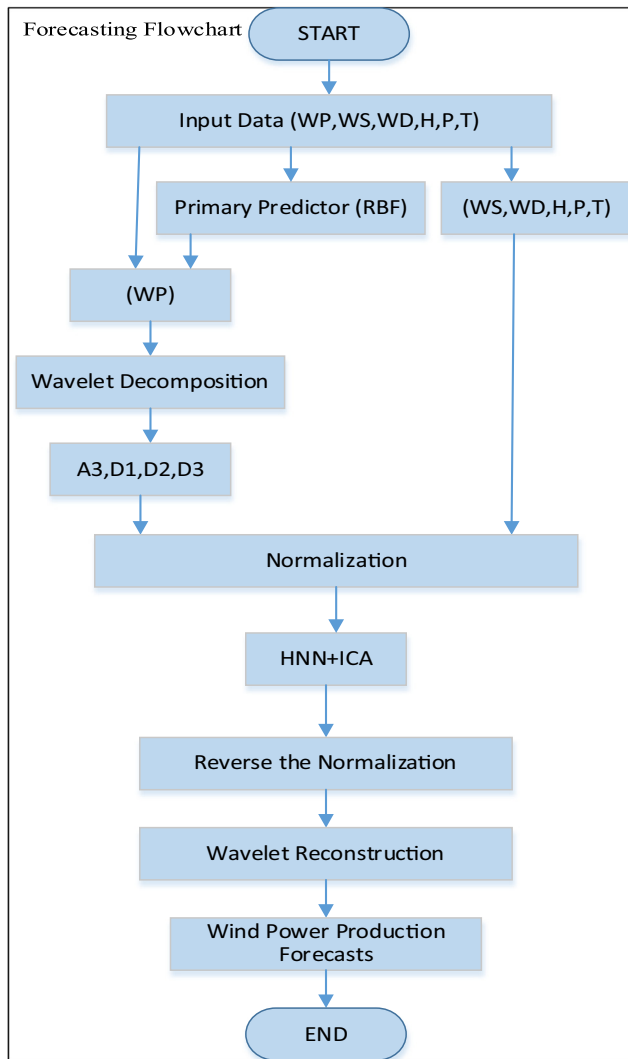 Forecasting Flowchart
START
Input Data (WP,WS,WD,H,P,T)
Primary Predictor (RBF)
(WS,WD,H,P,T)
(WP)
Wavelet Decomposition
A3,D1,D2,D3
Normalization
HNN+ICA
Reverse the Normalization
Wavelet Reconstruction
Wind Power Production
Forecasts
END